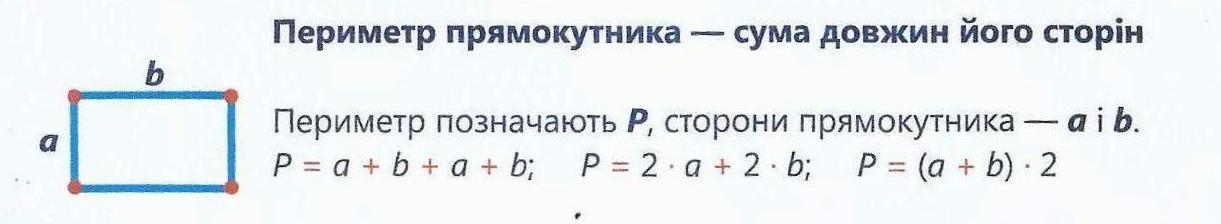 Периметр прямокутника — сума довжин його сторін
b
a
Периметр позначають P, сторони прямокутника — a і b.
P = a + b + a + b; P = 2 · a + 2 · b; P = (a + b) · 2